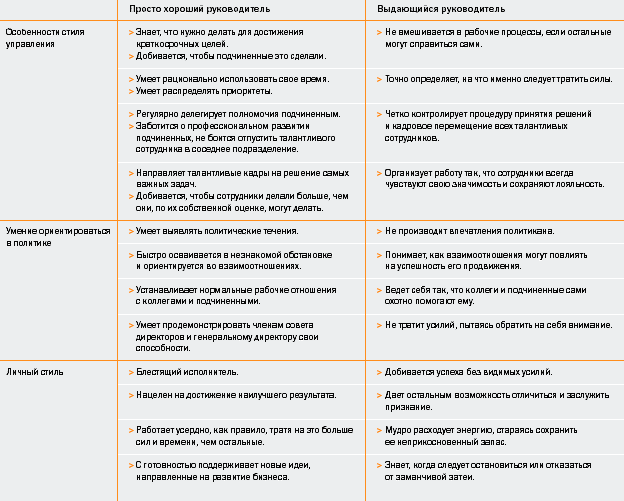 Просто хороший руководитель
Выдающийся руководитель
Особенности стиля
управления
> Знает, что нужно делать для достижения
краткосрочных целей.
> Добивается, чтобы подчиненные это сделали.
> Не вмешивается в рабочие процессы, если остальные
могут справиться сами.
> Умеет рационально использовать свое время.
> Умеет распределять приоритеты.
> Точно определяет, на что именно следует тратить силы.
> Регулярно делегирует полномочия подчиненным.
> Заботится о профессиональном развитии
подчиненных, не боится отпустить талантливого
сотрудника в соседнее подразделение.
> Четко контролирует процедуру принятия решений
и кадровое перемещение всех талантливых
сотрудников.
> Направляет талантливые кадры на решение самых
важных задач.
> Добивается, чтобы сотрудники делали больше, чем
они, по их собственной оценке, могут делать.
> Организует работу так, что сотрудники всегда
чувствуют свою значимость и сохраняют лояльность.
Умение ориентироваться
в политике
> Умеет выявлять политические течения.
> Не производит впечатления политикана.
> Быстро осваивается в незнакомой обстановке
и ориентируется во взаимоотношениях.
> Понимает, как взаимоотношения могут повлиять
на успешность его продвижения.
> Устанавливает нормальные рабочие отношения
с коллегами и подчиненными.
> Ведет себя так, что коллеги и подчиненные сами
охотно помогают ему.
> Умеет продемонстрировать членам совета
директоров и генеральному директору свои
способности.
> Не тратит усилий, пытаясь обратить на себя внимание.
Личный стиль
> Блестящий исполнитель.
> Добивается успеха без видимых усилий.
> Нацелен на достижение наилучшего результата.
> Дает остальным возможность отличиться и заслужить
признание.
> Работает усердно, как правило, тратя на это больше
сил и времени, чем остальные.
> Мудро расходует энергию, стараясь сохранить
ее неприкосновенный запас.
> С готовностью поддерживает новые идеи,
направленные на развитие бизнеса.
> Знает, когда следует остановиться или отказаться
от заманчивой затеи.